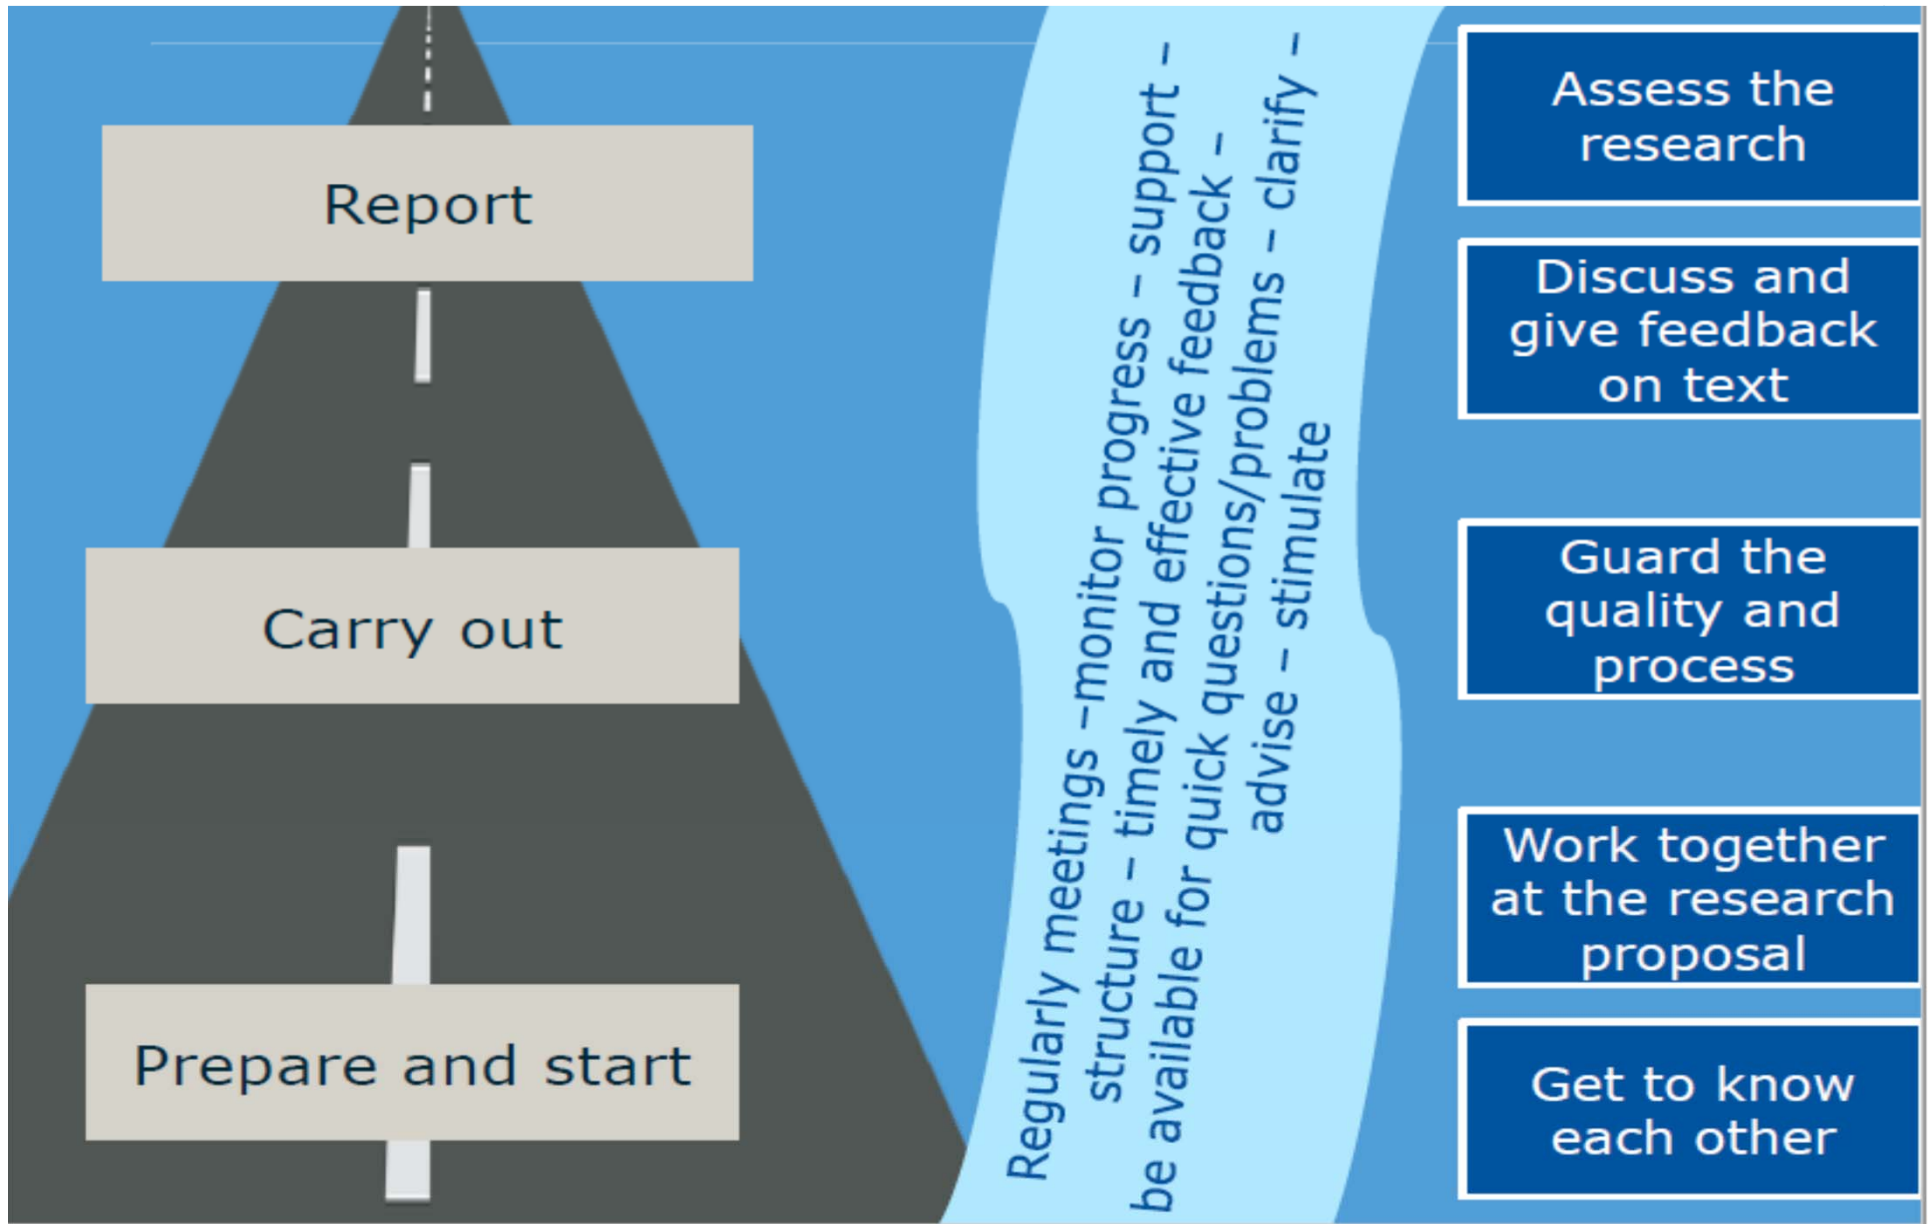 Report
Carry out
Prepare and start
Regularly meetings –monitor progress – support –
structure – timely and effective feedback –
be available for quick questions/problems – clarify –
advise – stimulate
Assess the
research
Discuss and
give feedback
on text
Guard the
quality and
process
Work together
at the research
proposal
Get to know
each other